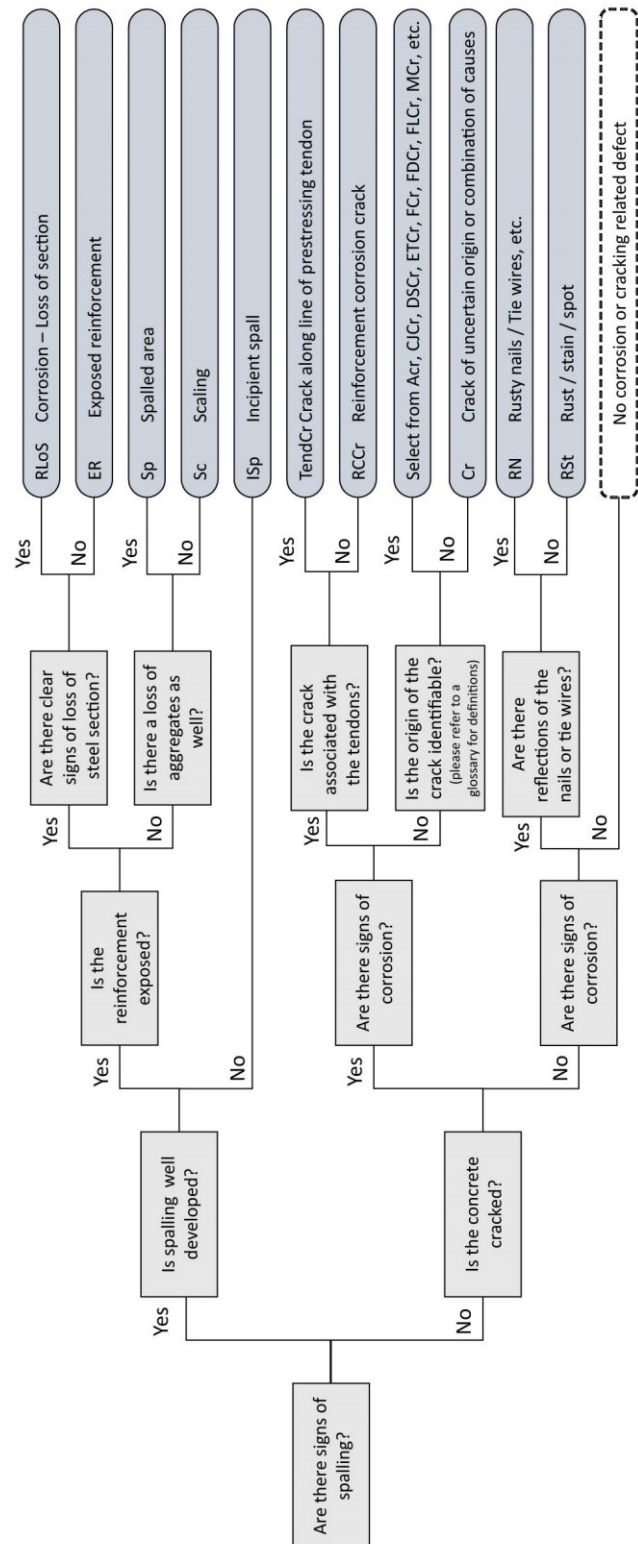 Are there signs of
spalling?
Yes
No
Is spalling well
developed?
Is the concrete
cracked?
Yes
No
Yes
No
Is the
reinforcement
exposed?
Are there signs of
corrosion?
Are there signs of
corrosion?
Yes
No
Yes
No
Yes
No
Are there clear
signs of loss of
steel section?
Is there a loss of
aggregates as
well?
Is the crack
associated with
the tendons?
Is the origin of the
crack identifiable?
(please refer to a
glossary for definitions)
Are there
reflections of the
nails or tie wires?
Yes
No
Yes
No
Yes
No
Yes
No
Yes
No
RLoS Corrosion – Loss of section
ER Exposed reinforcement
Sp Spalled area
Sc Scaling
ISp Incipient spall
TendCr Crack along line of prestressing tendon
RCCr Reinforcement corrosion crack
Select from Acr, CJCr, DSCr, ETCr, FCr, FDCr, FLCr, MCr, etc.
Cr Crack of uncertain origin or combination of causes
RN Rusty nails / Tie wires, etc.
RSt Rust / stain / spot
No corrosion or cracking related defect